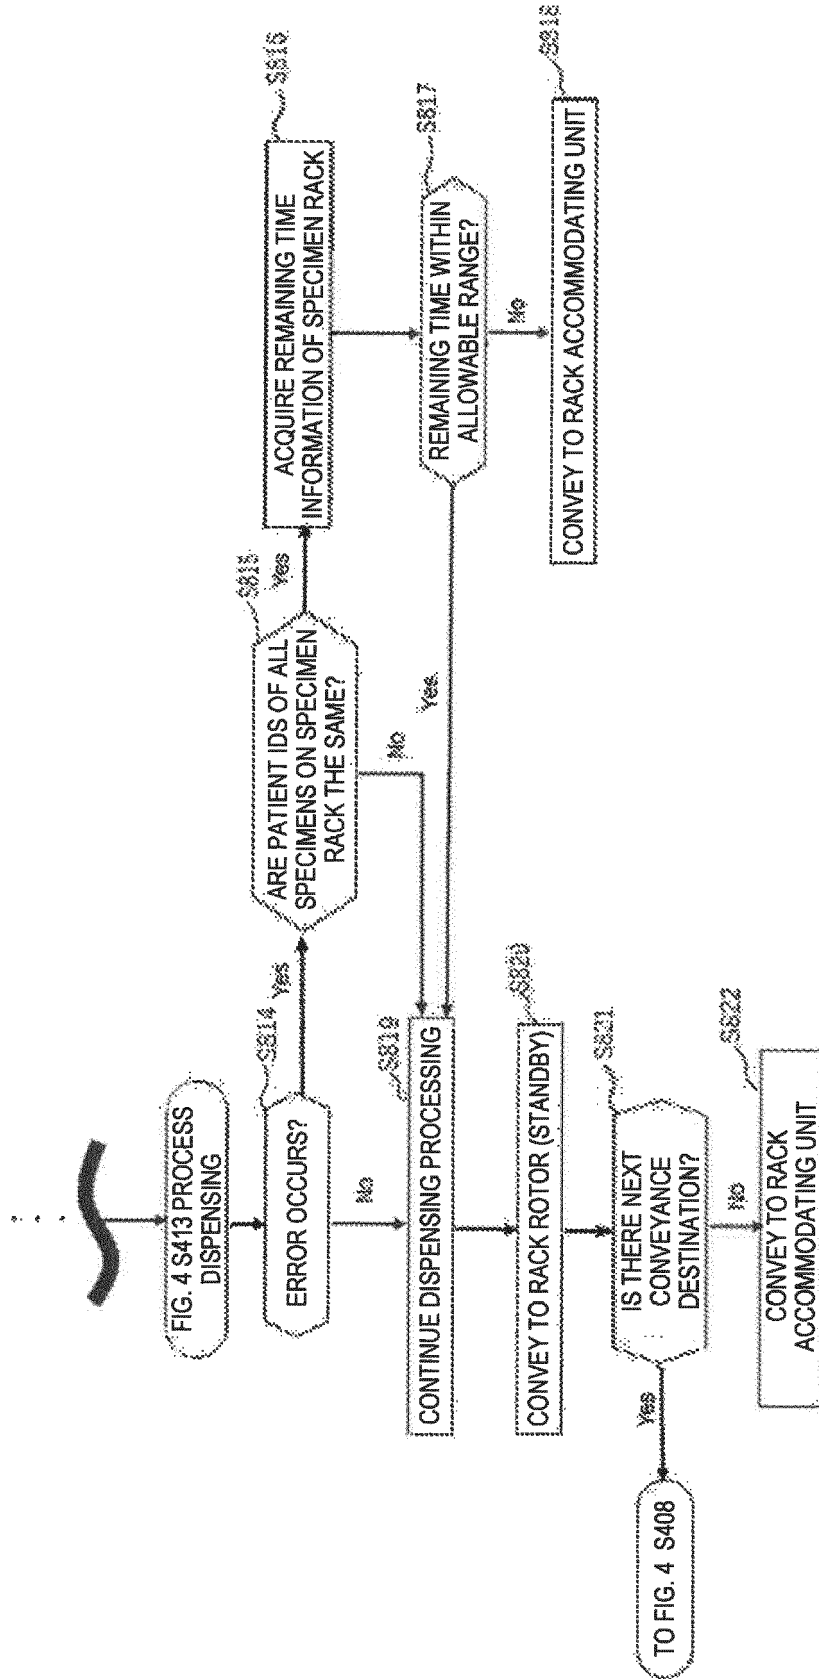 . . .
FIG. 4 S413 PROCESS
DISPENSING
S814
ERROR OCCURS?
Yes
No
S815
ARE PATIENT IDS OF ALL
SPECIMENS ON SPECIMEN
RACK THE SAME?
Yes
No
S816
ACQUIRE REMAINING TIME
INFORMATION OF SPECIMEN RACK
S817
REMAINING TIME WITHIN
ALLOWABLE RANGE?
Yes
No
S818
CONVEY TO RACK ACCOMMODATING UNIT
S819
CONTINUE DISPENSING PROCESSING
S820
CONVEY TO RACK ROTOR (STANDBY)
S821
IS THERE NEXT
CONVEYANCE
DESTINATION?
Yes
No
TO FIG. 4 S408
S822
CONVEY TO RACK
ACCOMMODATING UNIT